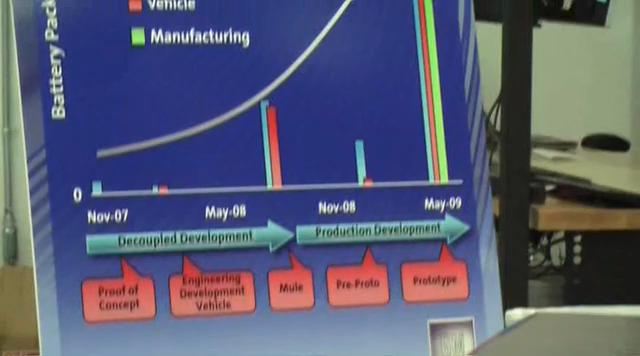 Vehicle
Manufacturing
Battery Pack
0
Nov-07
May-08
Nov-08
May-09
Decoupled Development
Production Development
Proof of
Concept
Engineering
Development
Vehicle
Mule
Pre-Proto
Prototype